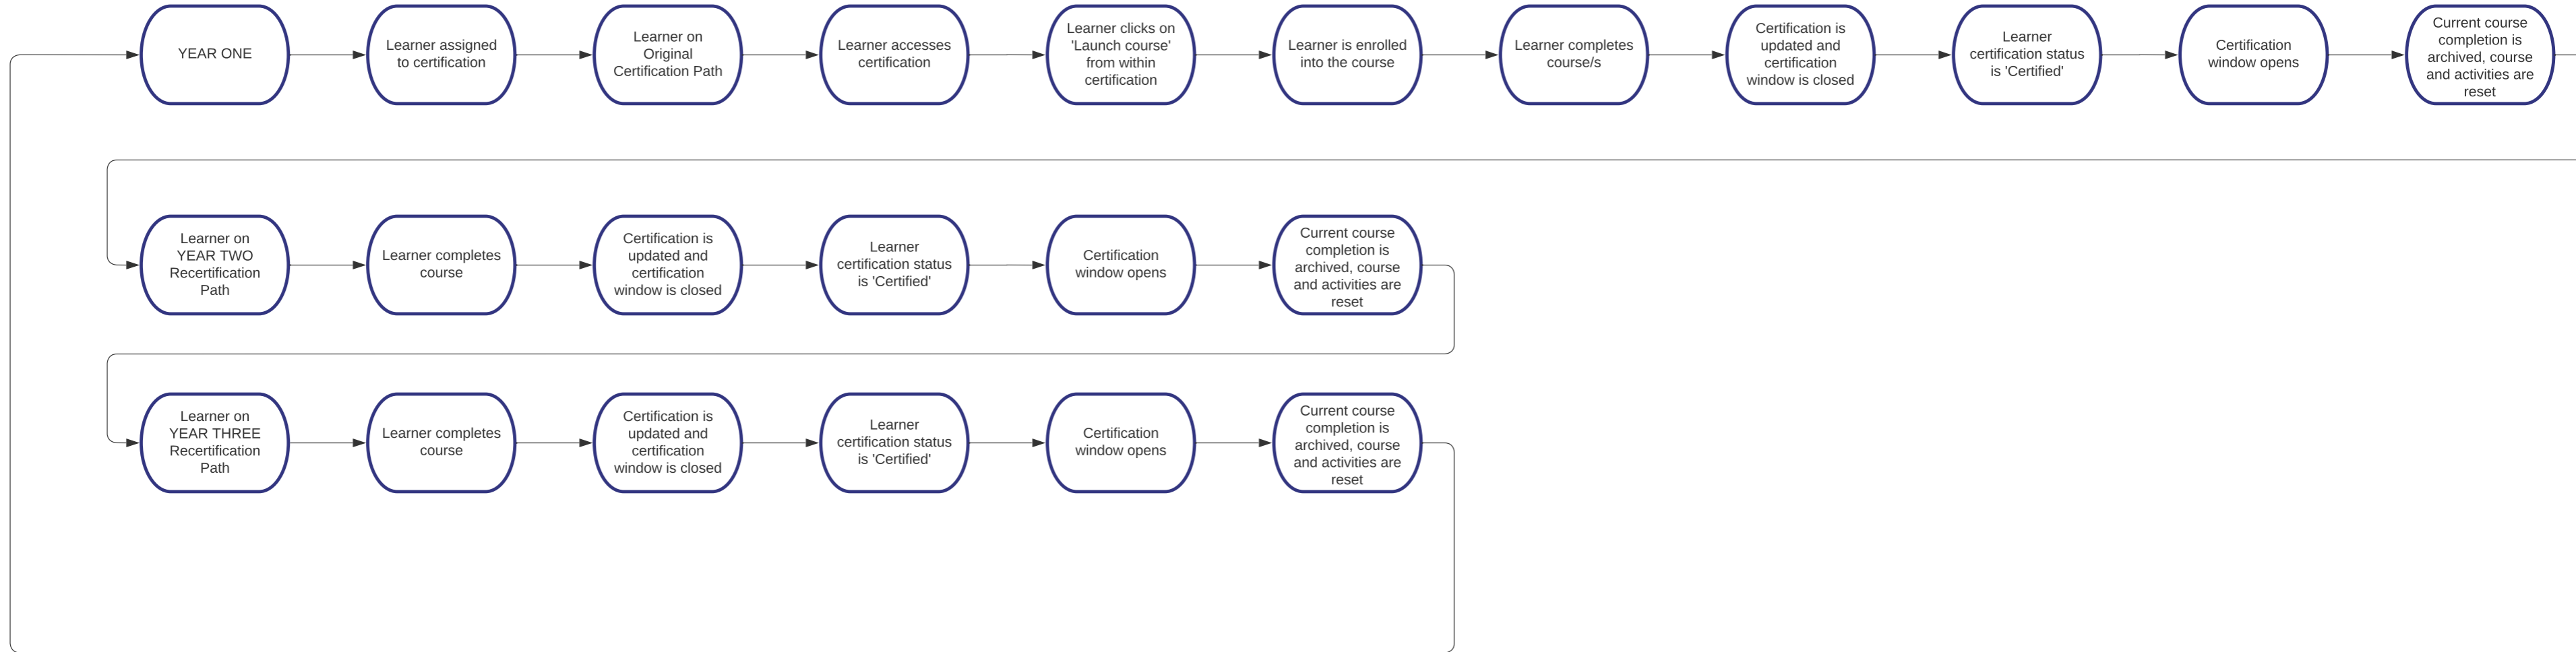 YEAR ONE
Learner assigned
to certification
Learner on
Original
Certification Path
Learner accesses
certification
Learner clicks on
'Launch course'
from within
certification
Learner is enrolled
into the course
Learner completes
course/s
Certification is
updated and
certification
window is closed
Learner
certification status
is 'Certified'
Certification
window opens
Current course
completion is
archived, course
and activities are
reset
Learner on
YEAR TWO
Recertification
Path
Learner completes
course
Certification is
updated and
certification
window is closed
Learner
certification status
is 'Certified'
Certification
window opens
Current course
completion is
archived, course
and activities are
reset
Learner on
YEAR THREE
Recertification
Path
Learner completes
course
Certification is
updated and
certification
window is closed
Learner
certification status
is 'Certified'
Certification
window opens
Current course
completion is
archived, course
and activities are
reset